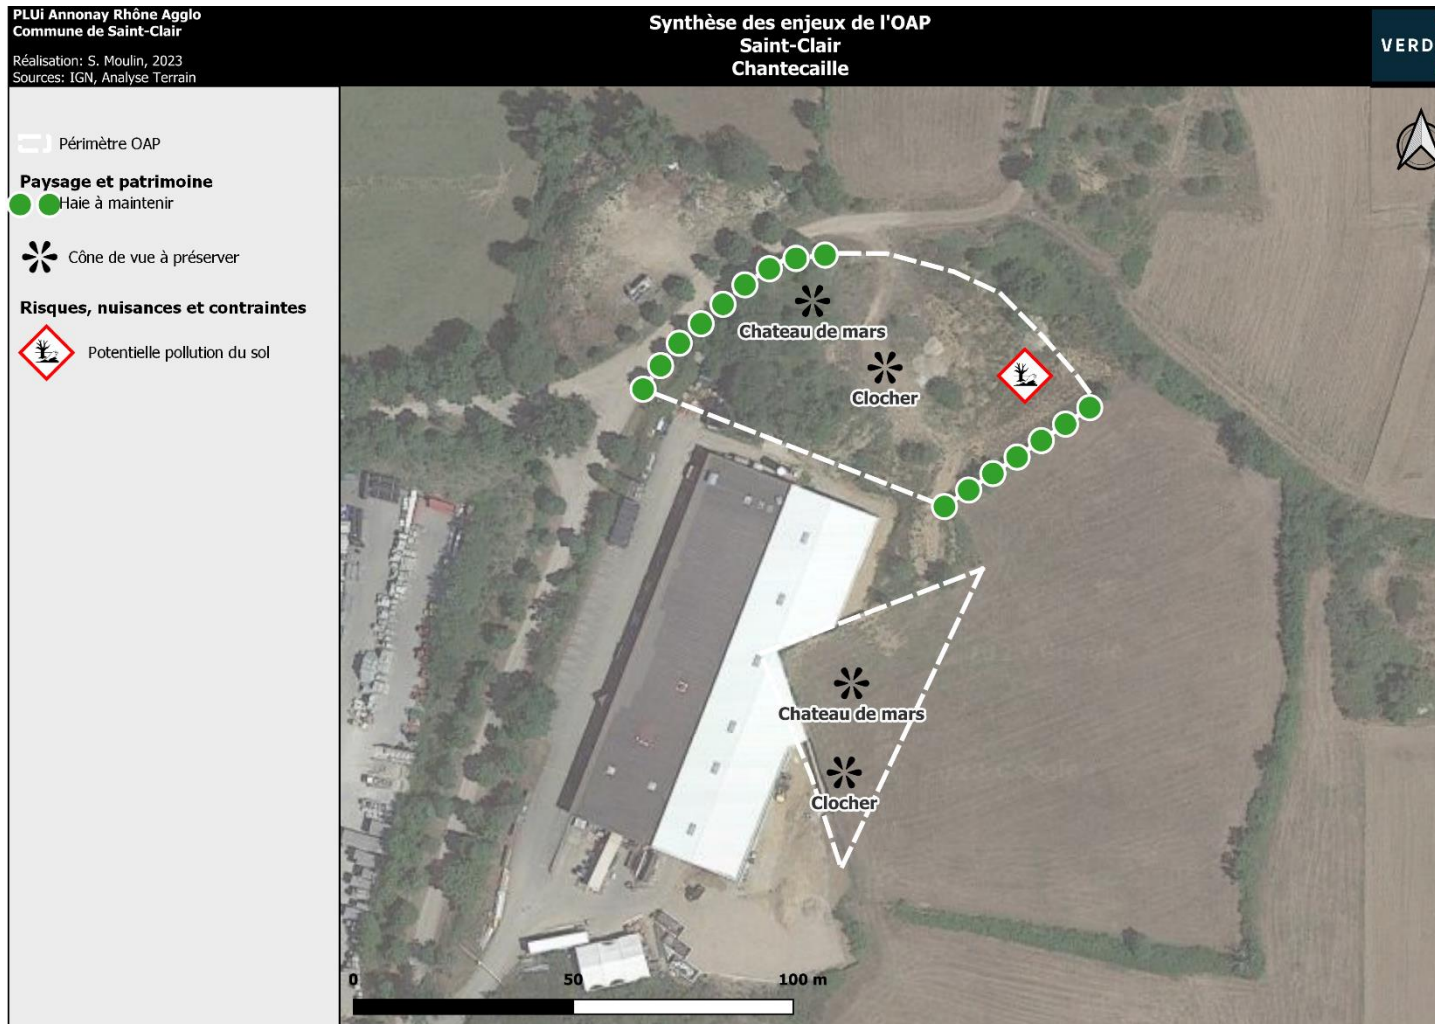 PLUi Annonay Rhône Agglo
Commune de Saint-Clair
Réalisation: S. Moulin, 2023
Sources: IGN, Analyse Terrain
Synthèse des enjeux de l'OAP
Saint-Clair
Chantecaille
VERD
Périmètre OAP
Paysage et patrimoine
Haie à maintenir
Cône de vue à préserver
Risques, nuisances et contraintes
Potentielle pollution du sol
Chateau de mars
Clocher
Chateau de mars
Clocher
0 50 100 m